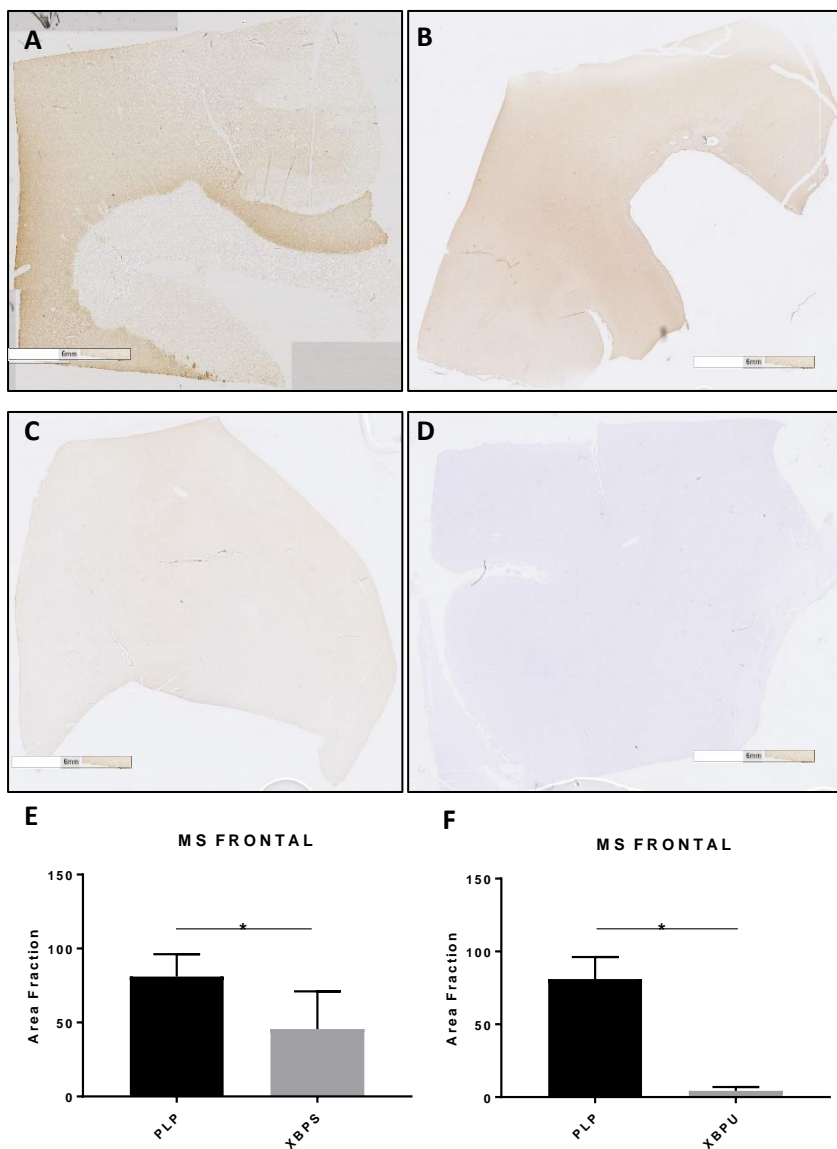 A
B
6mm
6mm
C
D
6mm
6mm
E
F
MS FRONTAL
MS FRONTAL
150
100
50
0
Area Fraction
*
PLP
XBPS
150
100
50
0
Area Fraction
*
PLP
XBPU